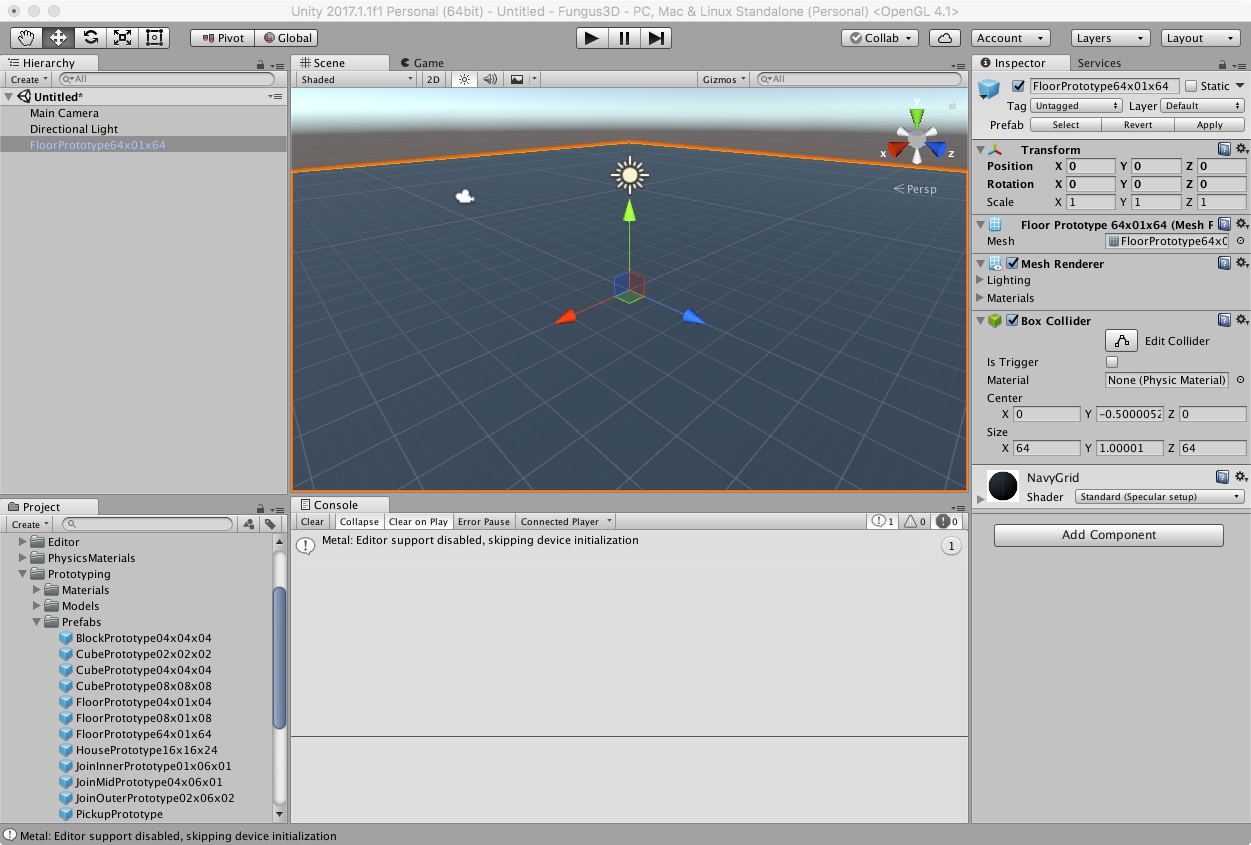 Unity 2017.1.1f1 Personal (64bit) - Untitled - Fungus3D - PC, Mac & Linux Standalone (Personal) <OpenGL 4.1>
Pivot Global Collab Account Layers Layout
Hierarchy
Create All
Untitled*
Main Camera
Directional Light
FloorPrototype64x01x64
Scene Game
Shaded 2D Gizmos All
y
x z
Persp
Inspector Services
FloorPrototype64x01x64 Static
Tag Untagged Layer Default
Prefab Select Revert Apply
Transform
Position X 0 Y 0 Z 0
Rotation X 0 Y 0 Z 0
Scale X 1 Y 1 Z 1
Floor Prototype 64x01x64 (Mesh F
Mesh FloorPrototype64x0
Mesh Renderer
Lighting
Materials
Box Collider
Edit Collider
Is Trigger
Material None (Physic Material)
Center
X 0 Y -0.5000052 Z 0
Size
X 64 Y 1.00001 Z 64
NavyGrid
Shader Standard (Specular setup)
Add Component
Project
Create
Editor
PhysicsMaterials
Prototyping
Materials
Models
Prefabs
BlockPrototype04x04x04
CubePrototype02x02x02
CubePrototype04x04x04
CubePrototype08x08x08
FloorPrototype04x01x04
FloorPrototype08x01x08
FloorPrototype64x01x64
HousePrototype16x16x24
JoinInnerPrototype01x06x01
JoinMidPrototype04x06x01
JoinOuterPrototype02x06x02
PickupPrototype
Console
Clear Collapse Clear on Play Error Pause Connected Player 1 0 0
Metal: Editor support disabled, skipping device initialization 1
Metal: Editor support disabled, skipping device initialization